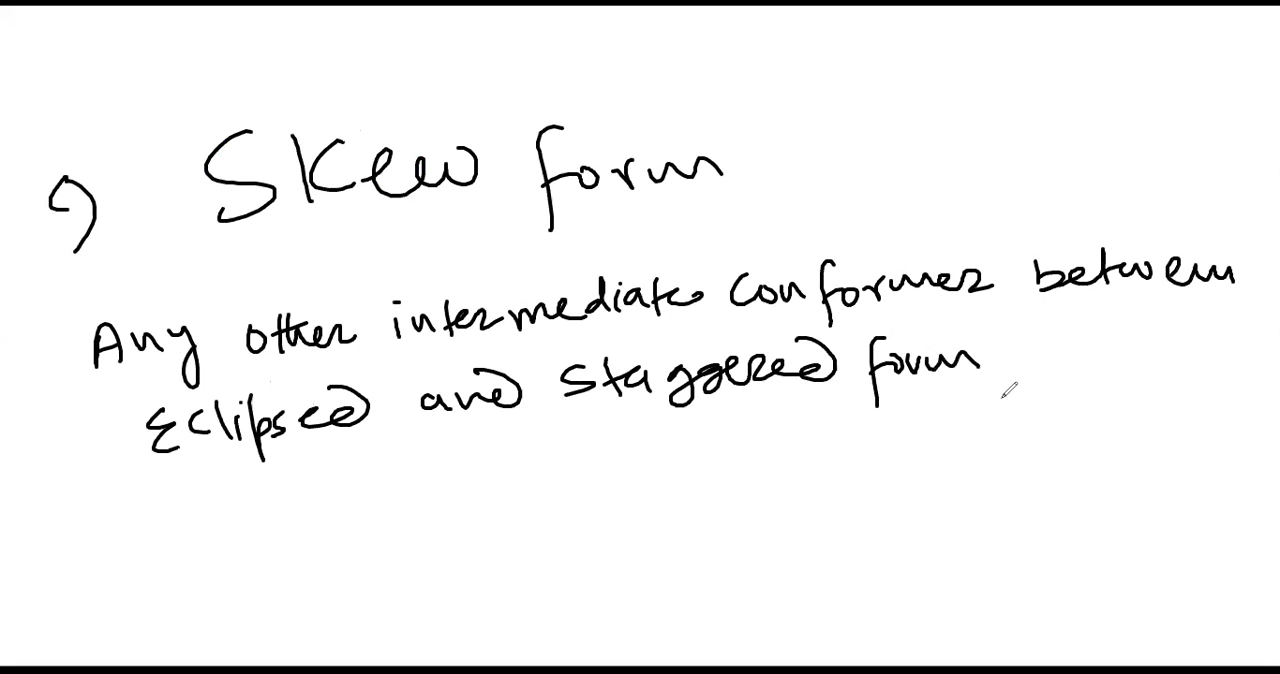 Skew form
Any other intermediate conformer between
Eclipsed and staggered form